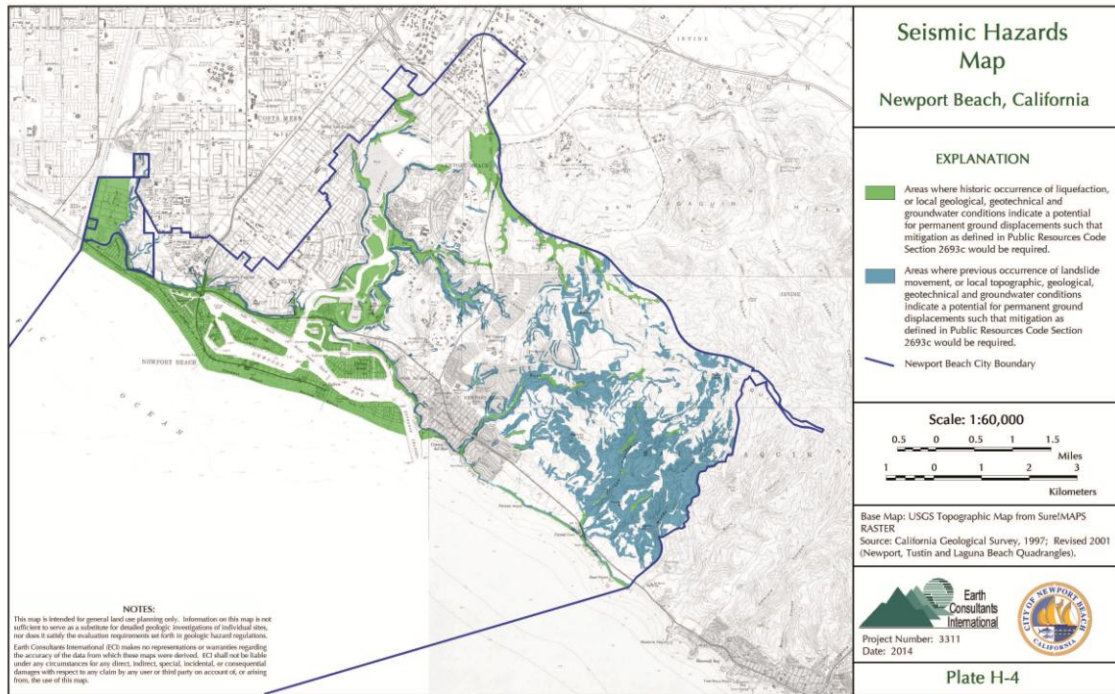 Seismic Hazards
Map
Newport Beach, California
EXPLANATION
Areas where historic occurrence of liquefaction,
or local geological, geotechnical and
groundwater conditions indicate a potential
for permanent ground displacements such that
mitigation as defined in Public Resources Code
Section 2693c would be required.
Areas where previous occurrence of landslide
movement, or local topographic, geological,
geotechnical and groundwater conditions
indicate a potential for permanent ground
displacements such that mitigation as
defined in Public Resources Code Section
2693c would be required.
Newport Beach City Boundary
Scale: 1:60,000
0.5 0 0.5 1 1.5
Miles
1 0 1 2 3
Kilometers
Base Map: USGS Topographic Map from Sure!MAPS
RASTER
Source: California Geological Survey, 1997; Revised 2001
(Newport, Tustin and Laguna Beach Quadrangles).
Earth
Consultants
International
Project Number: 3311
Date: 2014
CITY OF NEWPORT BEACH
CALIFORNIA
Plate H-4
COSTA MESA
IRVINE
NEWPORT BEACH
OCEAN
NOTES:
This map is intended for general land use planning only. Information on this map is not
sufficient to serve as a substitute for detailed geologic investigations of individual sites,
nor does it satisfy the evaluation requirements set forth in geologic hazard regulations.
Earth Consultants International (ECI) makes no representations or warranties regarding
the accuracy of the data from which these maps were derived. ECI shall not be liable
under any circumstances for any direct, indirect, special, incidental, or consequential
damages with respect to any claim by any user or third party on account of, or arising
from, the use of this map.